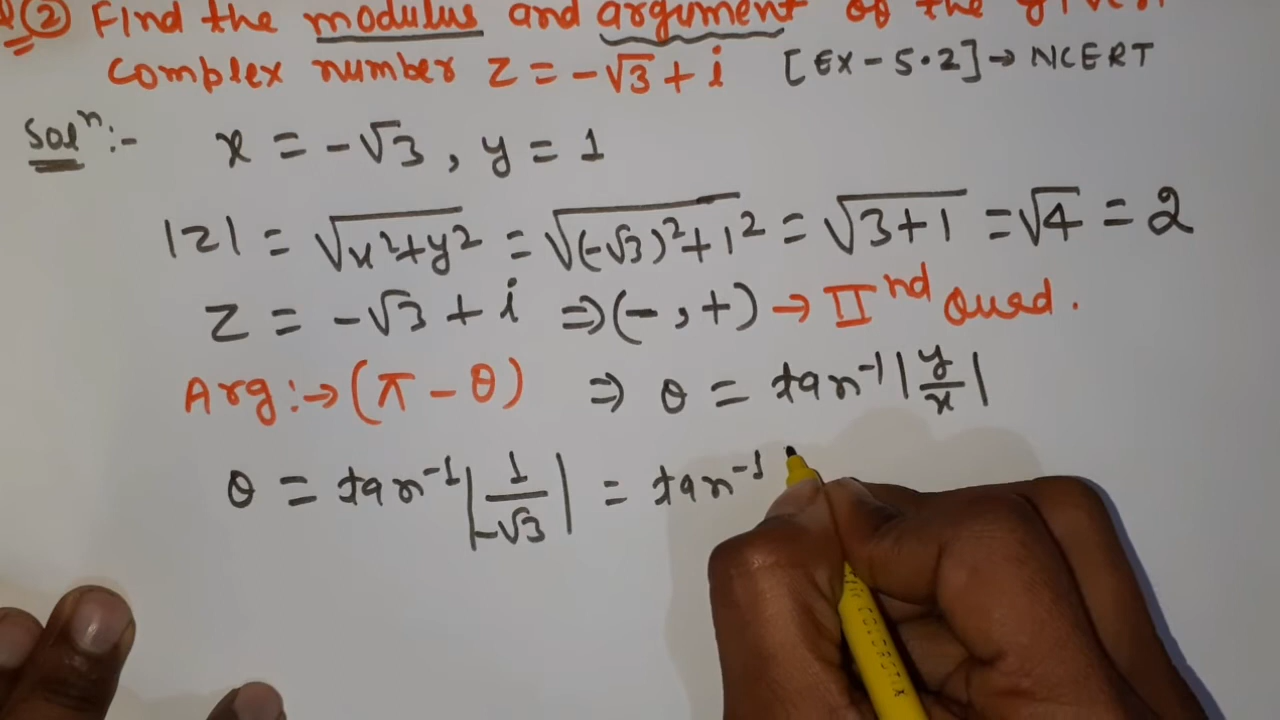 ② Find the modulus and argument of the given
complex number z = -√3 + i [EX - 5.2] → NCERT
Solⁿ :- x = -√3 , y = 1
|z| = √(x²+y²) = √((-√3)²+1²) = √(3+1) = √4 = 2
z = -√3 + i ⇒ (-,+) → IInd Quad.
Arg :→ (π - θ) ⇒ θ = tan⁻¹ |y/x|
θ = tan⁻¹ |1/-√3| = tan⁻¹